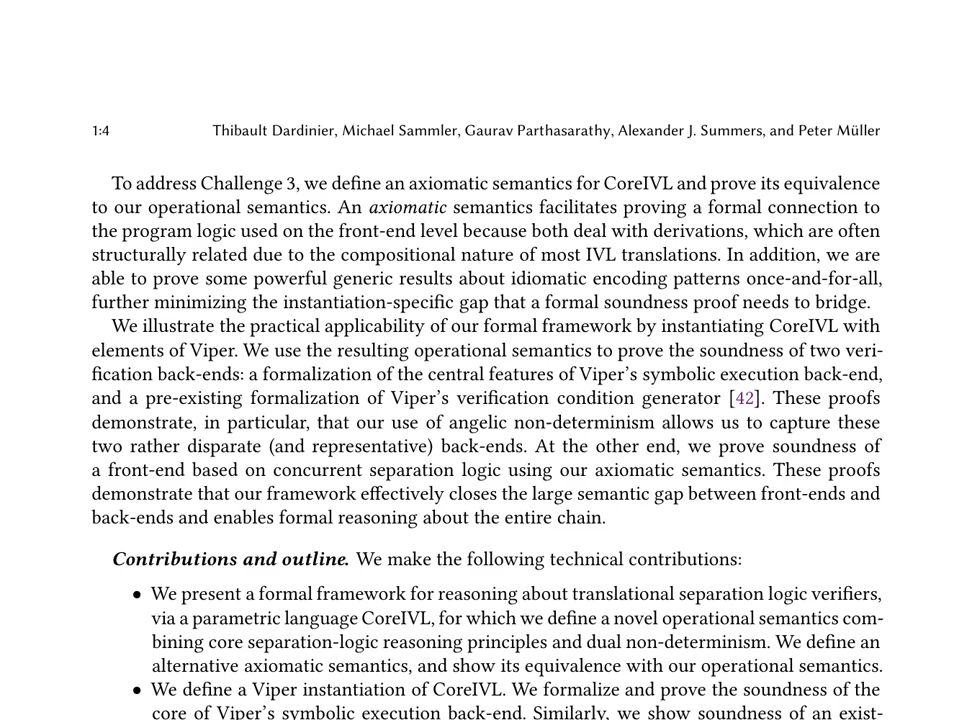 1:4 Thibault Dardinier, Michael Sammler, Gaurav Parthasarathy, Alexander J. Summers, and Peter Müller
To address Challenge 3, we define an axiomatic semantics for CoreIVL and prove its equivalence
to our operational semantics. An axiomatic semantics facilitates proving a formal connection to
the program logic used on the front-end level because both deal with derivations, which are often
structurally related due to the compositional nature of most IVL translations. In addition, we are
able to prove some powerful generic results about idiomatic encoding patterns once-and-for-all,
further minimizing the instantiation-specific gap that a formal soundness proof needs to bridge.
We illustrate the practical applicability of our formal framework by instantiating CoreIVL with
elements of Viper. We use the resulting operational semantics to prove the soundness of two veri-
fication back-ends: a formalization of the central features of Viper's symbolic execution back-end,
and a pre-existing formalization of Viper's verification condition generator [42]. These proofs
demonstrate, in particular, that our use of angelic non-determinism allows us to capture these
two rather disparate (and representative) back-ends. At the other end, we prove soundness of
a front-end based on concurrent separation logic using our axiomatic semantics. These proofs
demonstrate that our framework effectively closes the large semantic gap between front-ends and
back-ends and enables formal reasoning about the entire chain.
Contributions and outline. We make the following technical contributions:
• We present a formal framework for reasoning about translational separation logic verifiers,
via a parametric language CoreIVL, for which we define a novel operational semantics com-
bining core separation-logic reasoning principles and dual non-determinism. We define an
alternative axiomatic semantics, and show its equivalence with our operational semantics.
• We define a Viper instantiation of CoreIVL. We formalize and prove the soundness of the
core of Viper's symbolic execution back-end. Similarly, we show soundness of an exist-